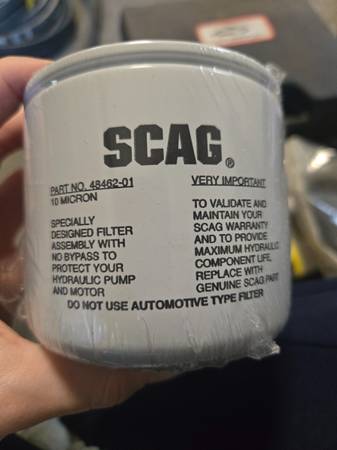 SCAG®
PART NO. 48462-01
10 MICRON
SPECIALLY
DESIGNED FILTER
ASSEMBLY WITH
NO BYPASS TO
PROTECT YOUR
HYDRAULIC PUMP
AND MOTOR
VERY IMPORTANT
TO VALIDATE AND
MAINTAIN YOUR
SCAG WARRANTY
AND TO PROVIDE
MAXIMUM HYDRAULIC
COMPONENT LIFE,
REPLACE WITH
GENUINE SCAG PART
DO NOT USE AUTOMOTIVE TYPE FILTER